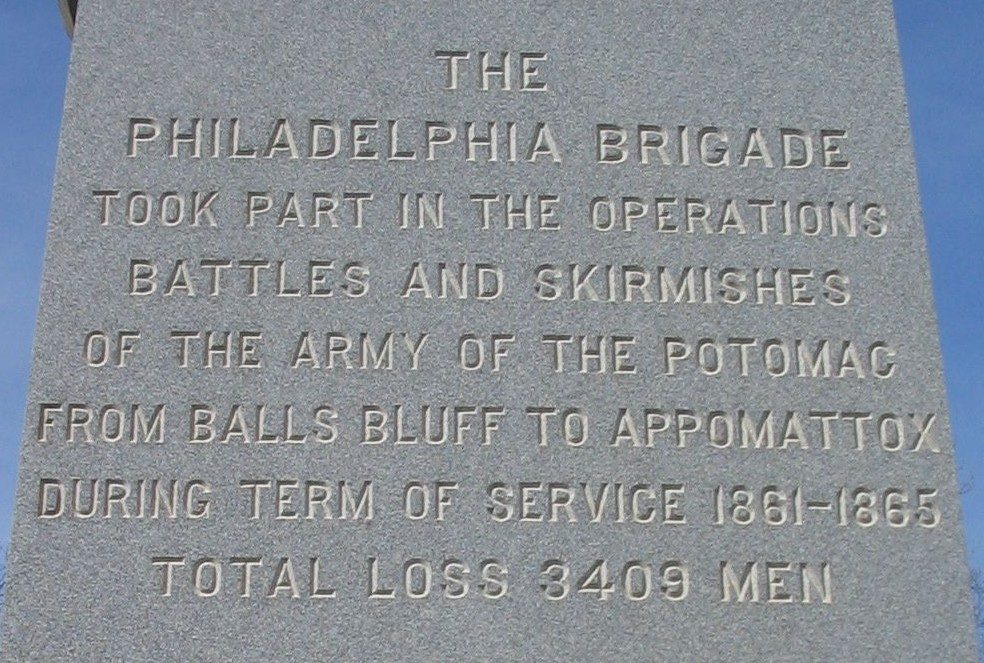 THE
PHILADELPHIA BRIGADE
TOOK PART IN THE OPERATIONS
BATTLES AND SKIRMISHES
OF THE ARMY OF THE POTOMAC
FROM BALLS BLUFF TO APPOMATTOX
DURING TERM OF SERVICE 1861-1865
TOTAL LOSS 3409 MEN